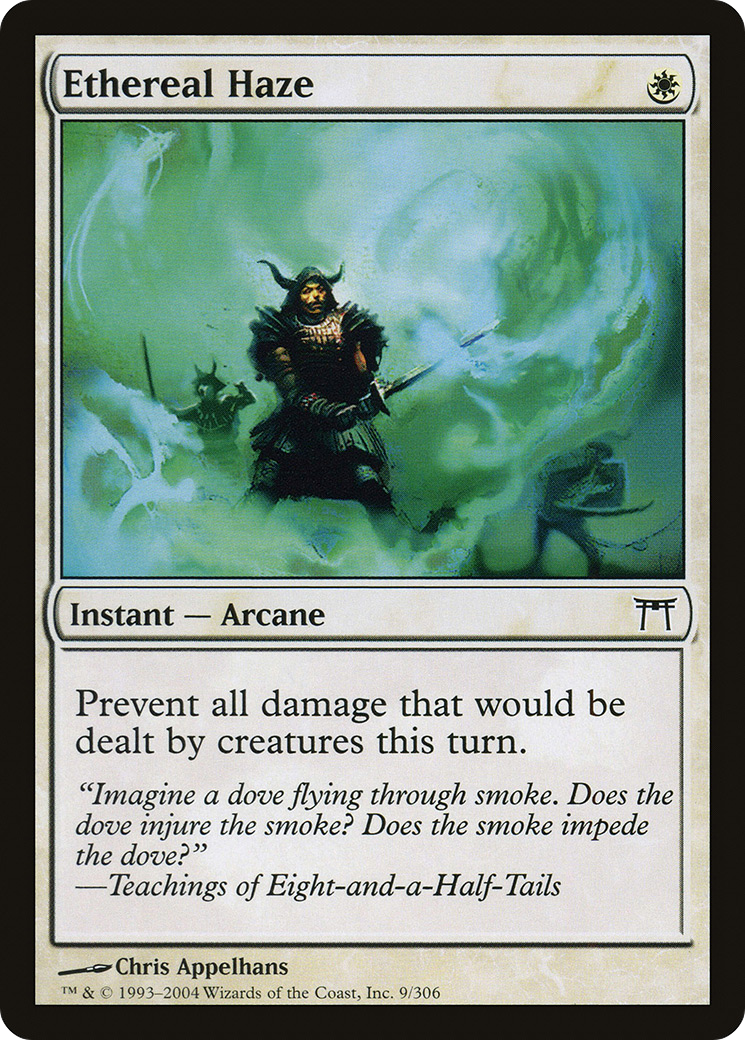 Ethereal Haze
Instant — Arcane
Prevent all damage that would be
dealt by creatures this turn.
“Imagine a dove flying through smoke. Does the
dove injure the smoke? Does the smoke impede
the dove?”
—Teachings of Eight-and-a-Half-Tails
Chris Appelhans
™ & © 1993–2004 Wizards of the Coast, Inc. 9/306